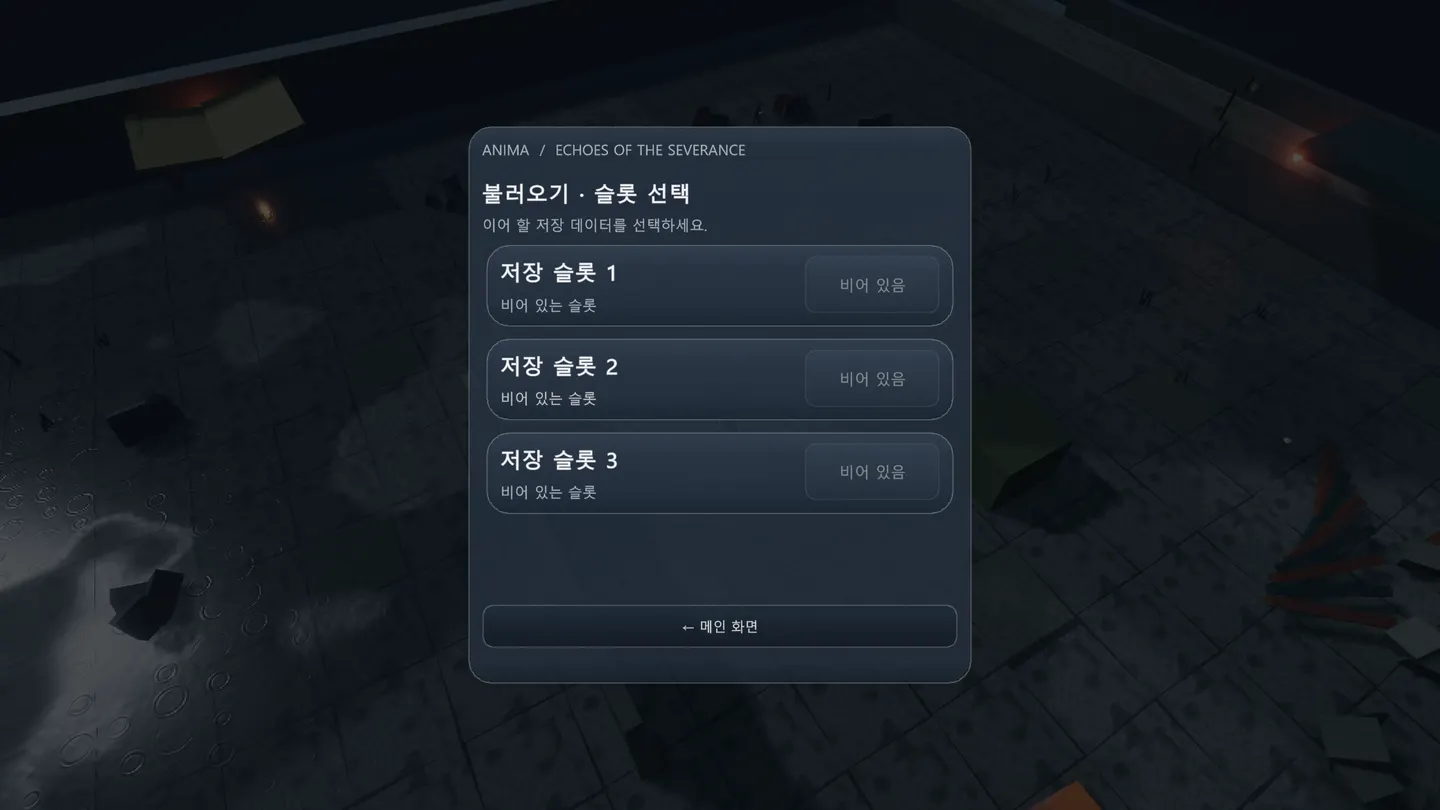 ANIMA / ECHOES OF THE SEVERANCE
불러오기 · 슬롯 선택
이어 할 저장 데이터를 선택하세요.
저장 슬롯 1
비어 있는 슬롯
비어 있음
저장 슬롯 2
비어 있는 슬롯
비어 있음
저장 슬롯 3
비어 있는 슬롯
비어 있음
← 메인 화면